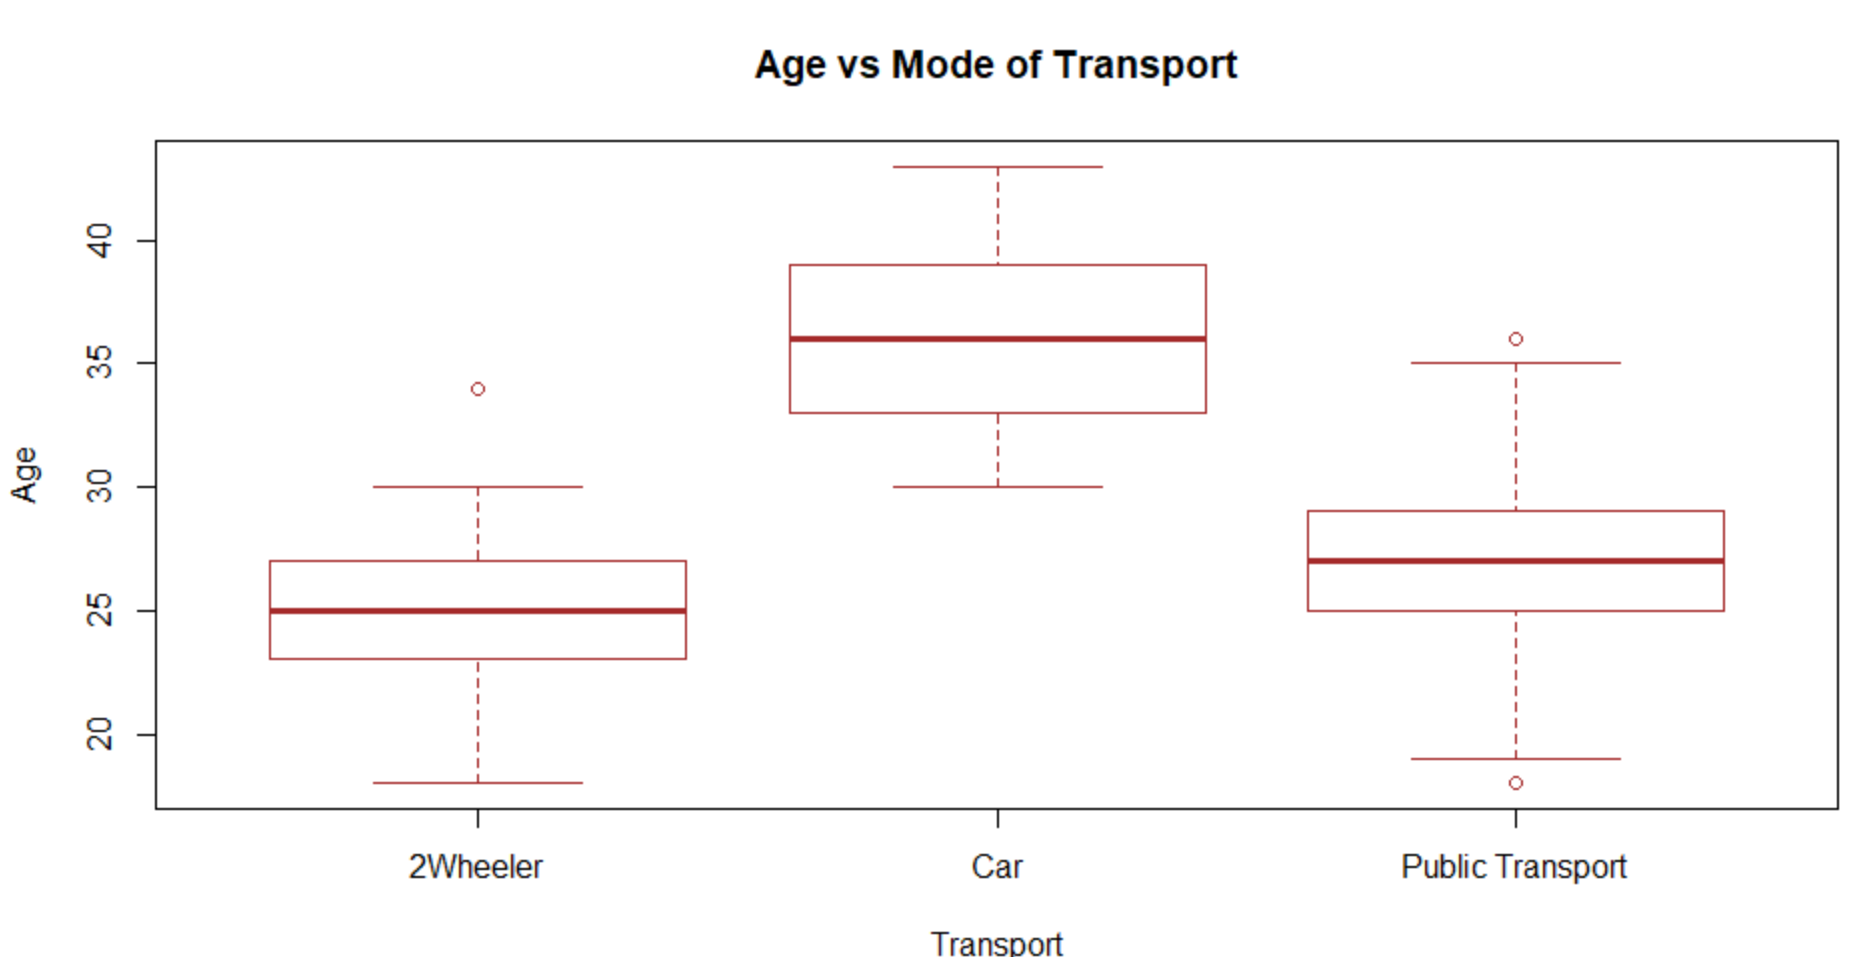 Age vs Mode of Transport
Age
40
35
30
25
20
2Wheeler Car Public Transport
Transport